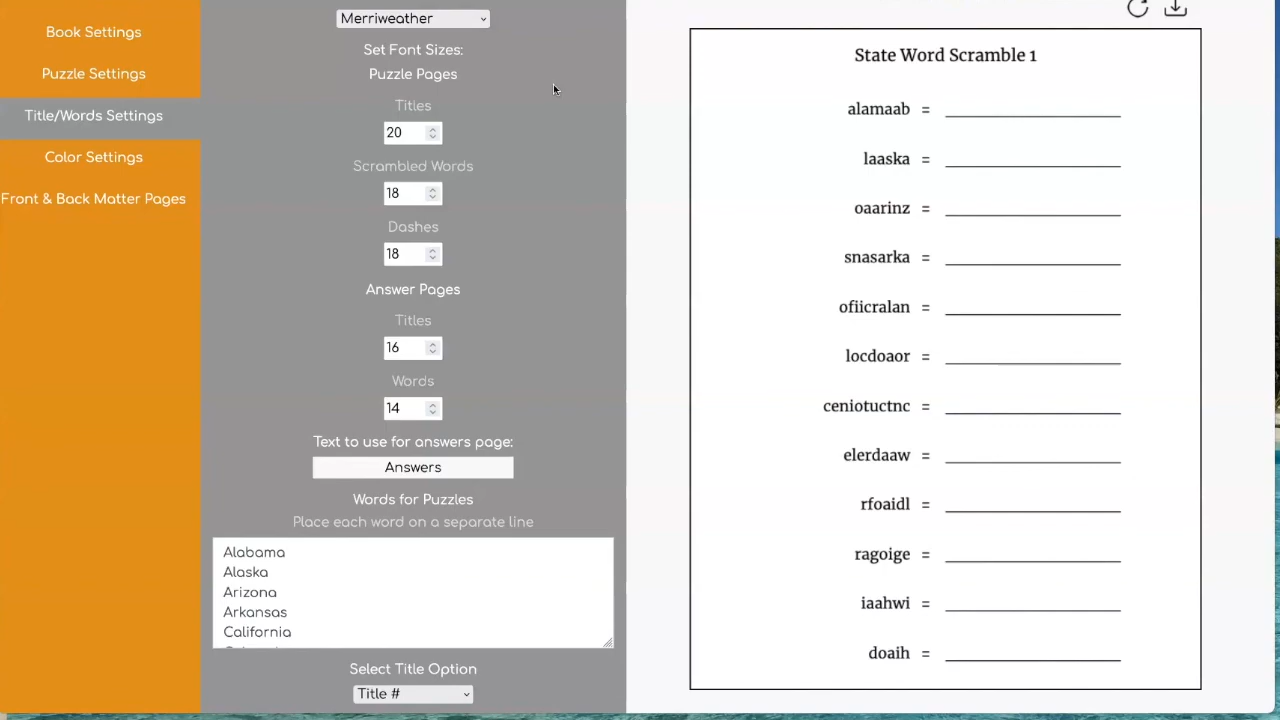 Book Settings
Puzzle Settings
Title/Words Settings
Color Settings
Front & Back Matter Pages
Merriweather
Set Font Sizes:
Puzzle Pages
Titles
20
Scrambled Words
18
Dashes
18
Answer Pages
Titles
16
Words
14
Text to use for answers page:
Answers
Words for Puzzles
Place each word on a separate line
Alabama
Alaska
Arizona
Arkansas
California
Select Title Option
Title #
State Word Scramble 1
alamaab =
laaska =
oaarinz =
snasarka =
ofiicralan =
locdoaor =
ceniotuctnc =
elerdaaw =
rfoaidl =
ragoige =
iaahwi =
doaih =